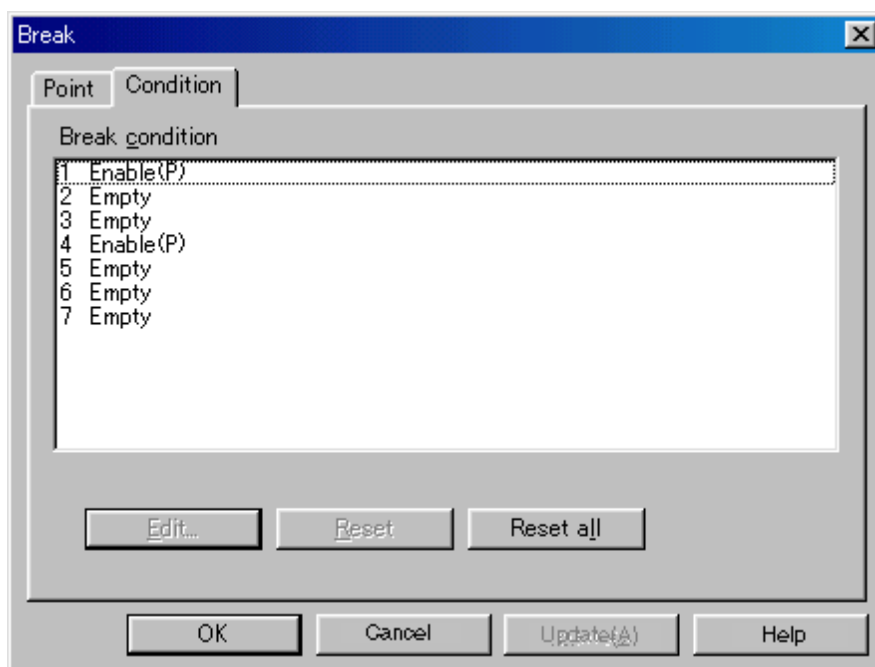 Break
Point Condition
Break condition
1 Enable(P)
2 Empty
3 Empty
4 Enable(P)
5 Empty
6 Empty
7 Empty
Edit... Reset Reset all
OK Cancel Update(A) Help